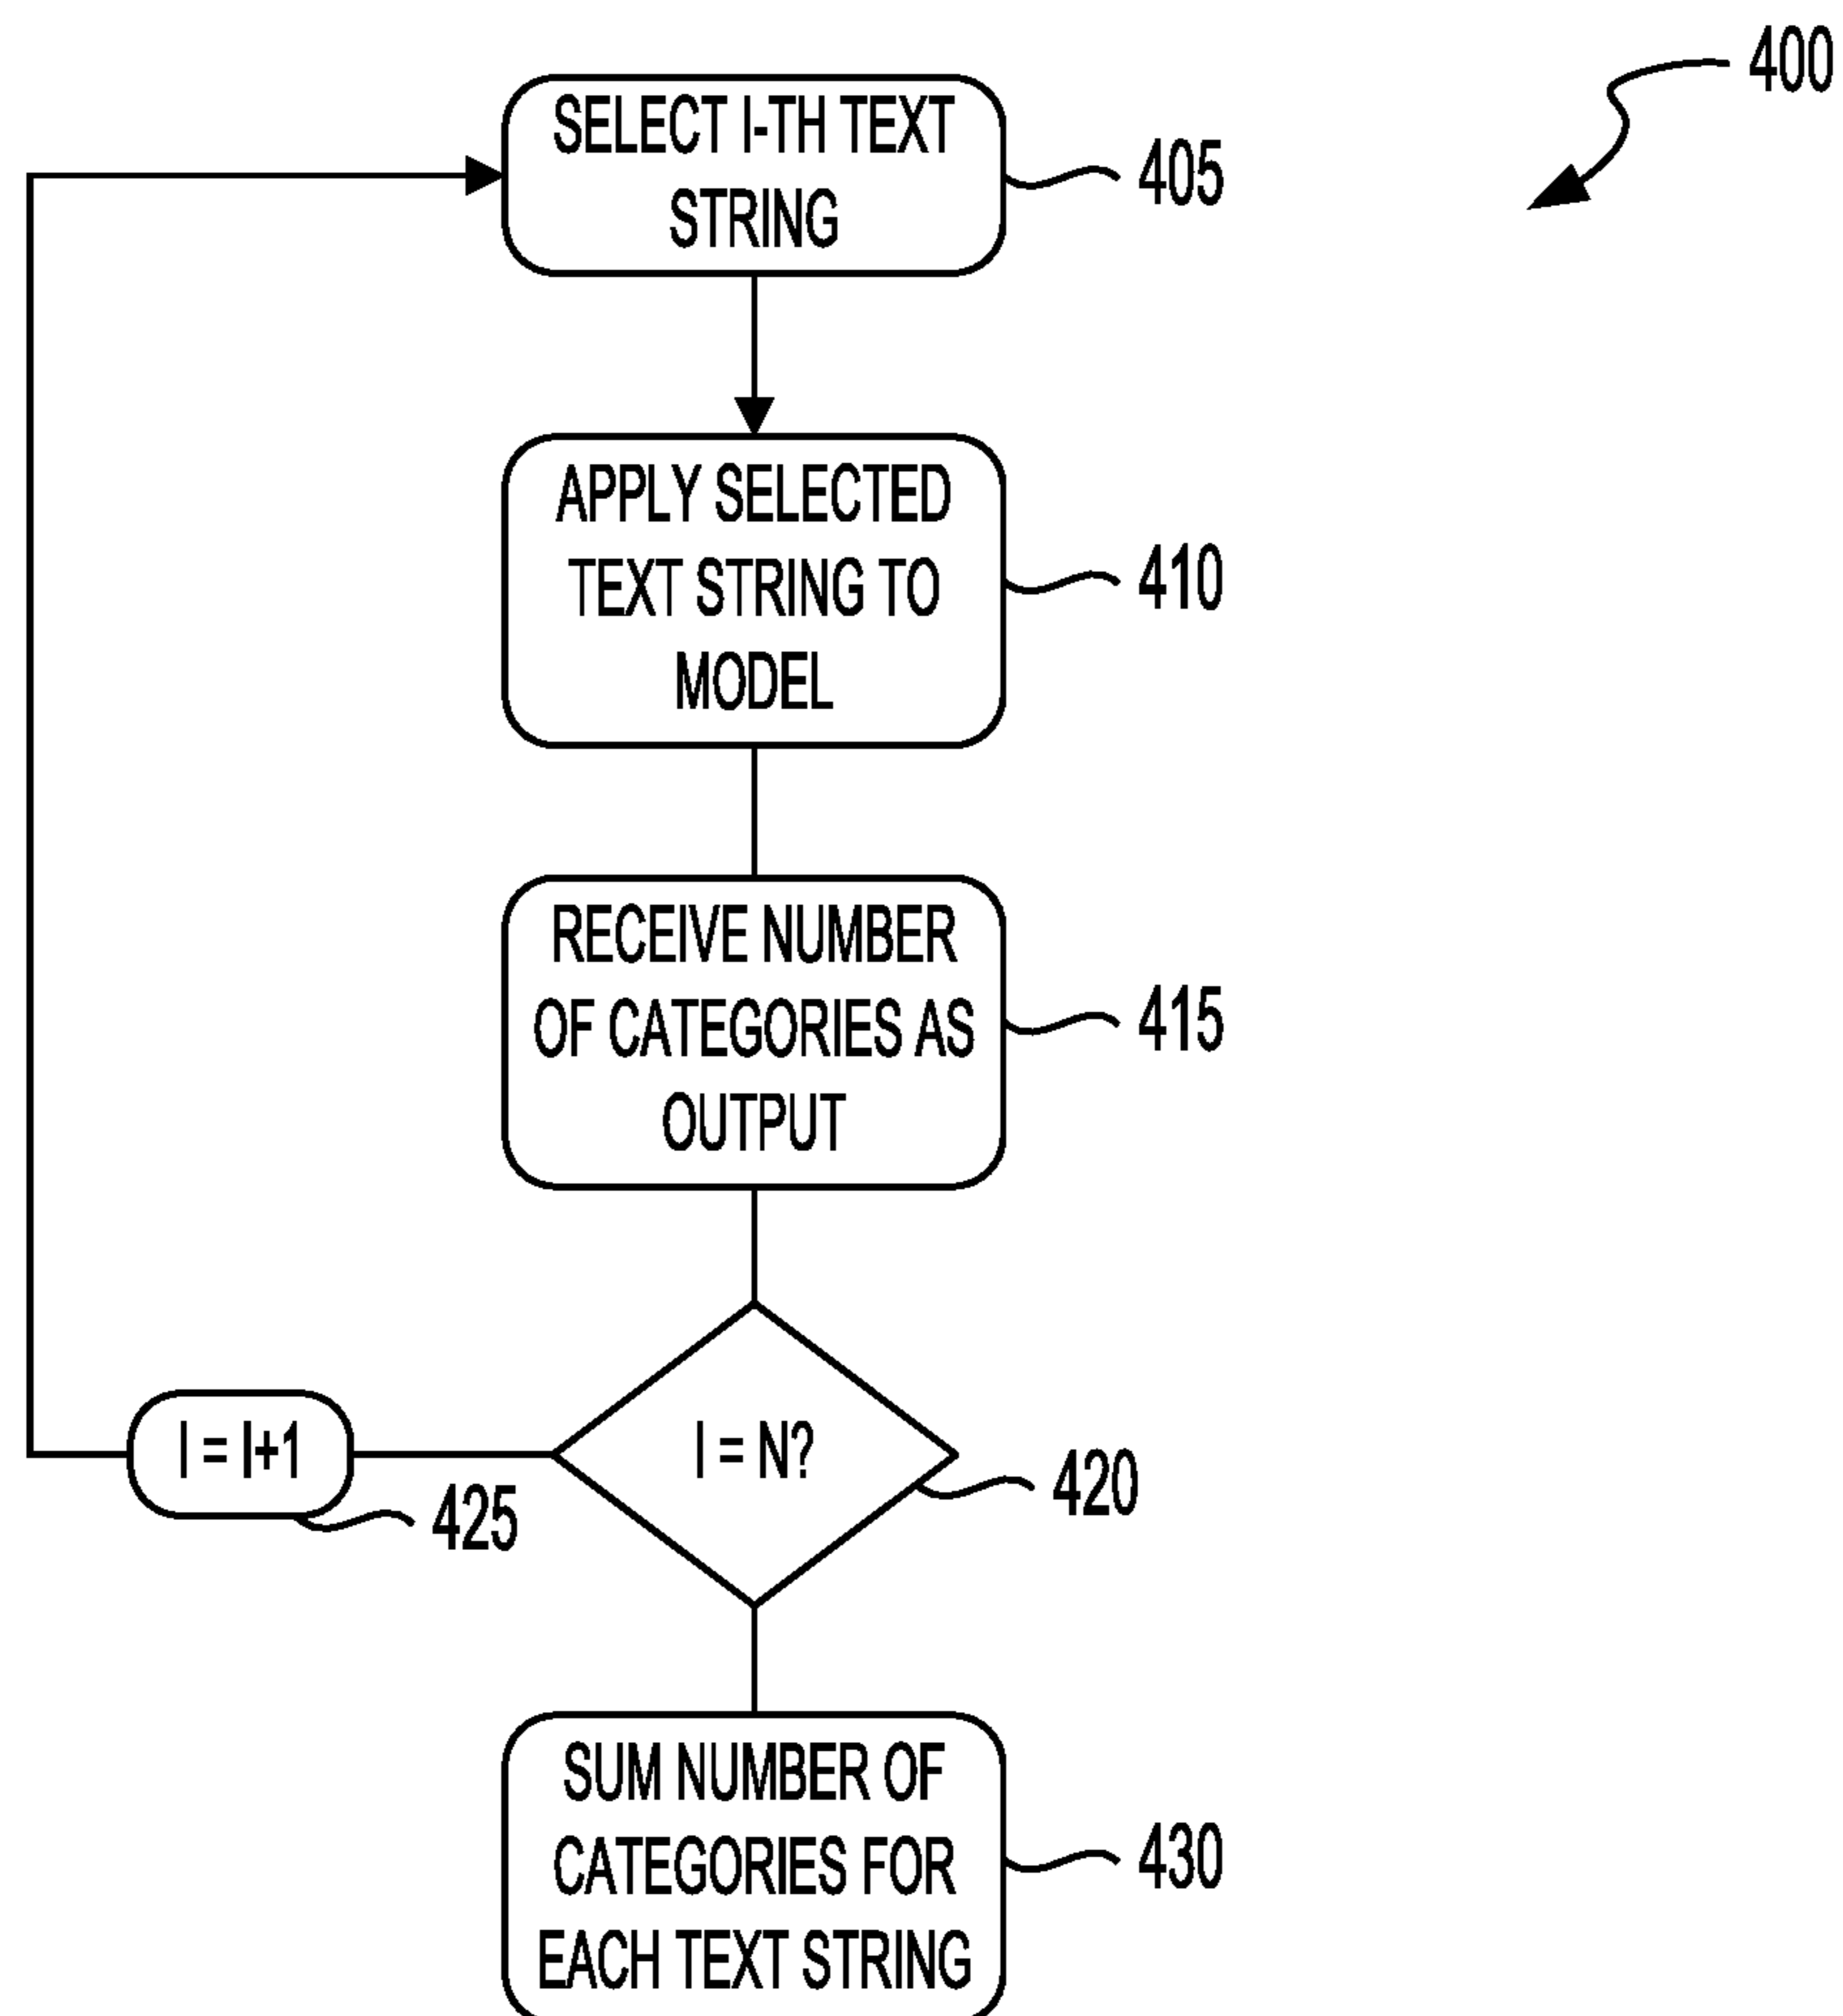 400
SELECT I-TH TEXT
STRING
405
APPLY SELECTED
TEXT STRING TO
MODEL
410
RECEIVE NUMBER
OF CATEGORIES AS
OUTPUT
415
I = N?
420
I = I+1
425
SUM NUMBER OF
CATEGORIES FOR
EACH TEXT STRING
430